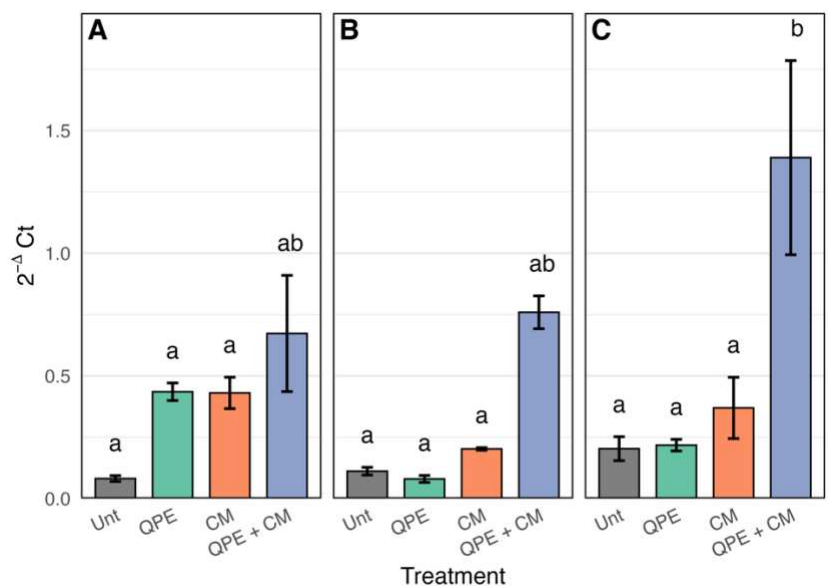 A B C
b
1.5
ab
ab
1.0
2^-Δ Ct
a a
a
0.5
a a a a
a a
0.0
Unt QPE CM QPE + CM Unt QPE CM QPE + CM Unt QPE CM QPE + CM
Treatment